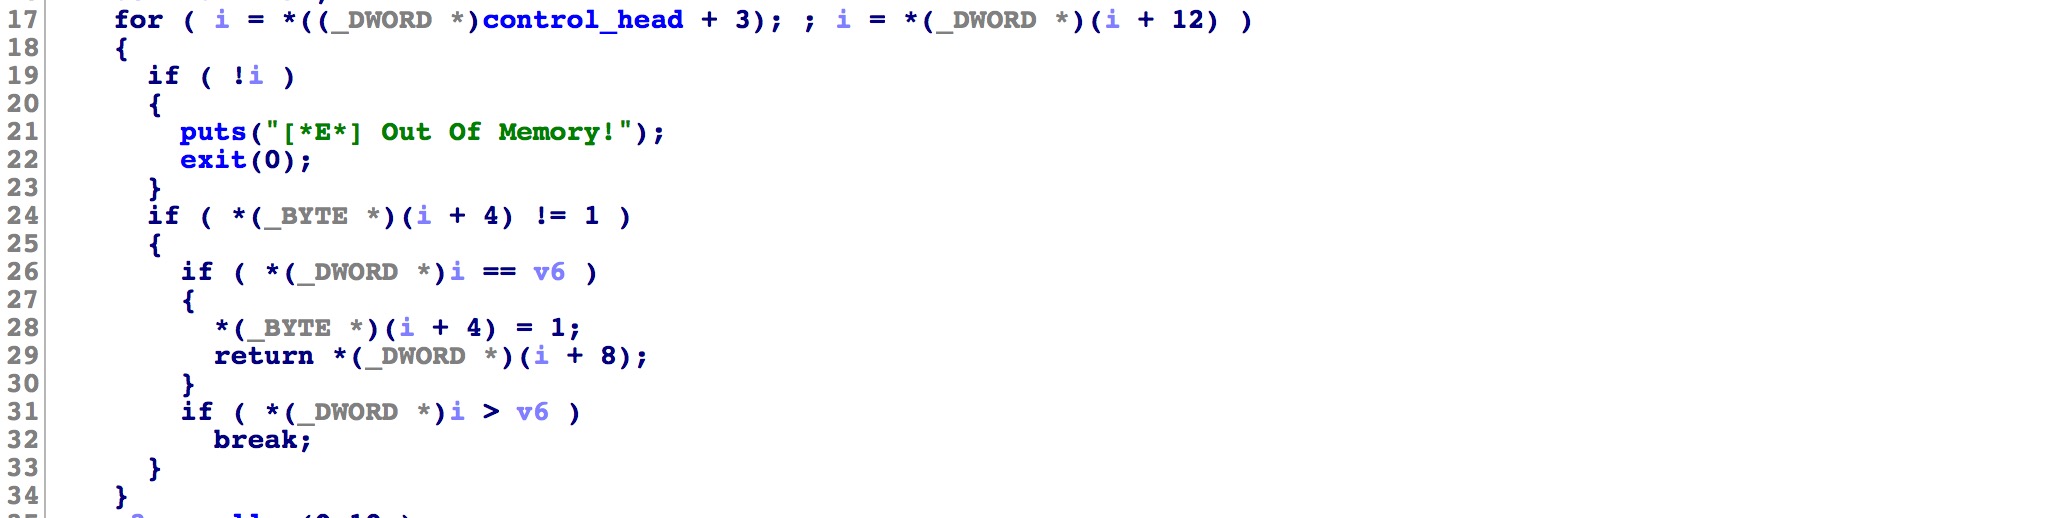 17 for ( i = *((_DWORD *)control_head + 3); ; i = *(_DWORD *)(i + 12) )
18 {
19 if ( !i )
20 {
21 puts("[*E*] Out Of Memory!");
22 exit(0);
23 }
24 if ( *(_BYTE *)(i + 4) != 1 )
25 {
26 if ( *(_DWORD *)i == v6 )
27 {
28 *(_BYTE *)(i + 4) = 1;
29 return *(_DWORD *)(i + 8);
30 }
31 if ( *(_DWORD *)i > v6 )
32 break;
33 }
34 }